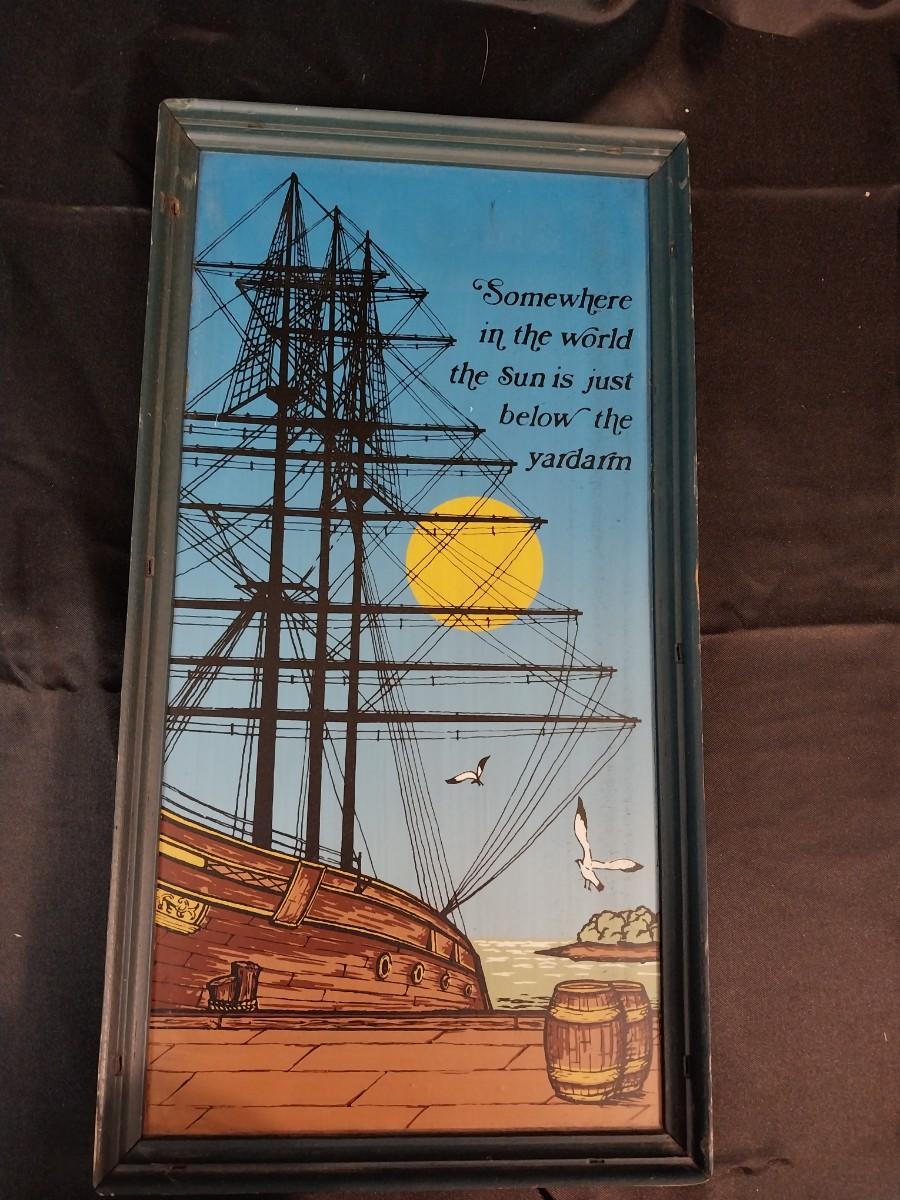 Somewhere
in the world
the Sun is just
below the
yardarm